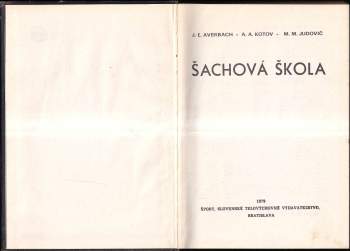 J. E. AVERBACH • A. A. KOTOV • M. M. JUDOVIČ
ŠACHOVÁ ŠKOLA
1979
ŠPORT, SLOVENSKÉ TELOVÝCHOVNÉ VYDAVATEĽSTVO,
BRATISLAVA